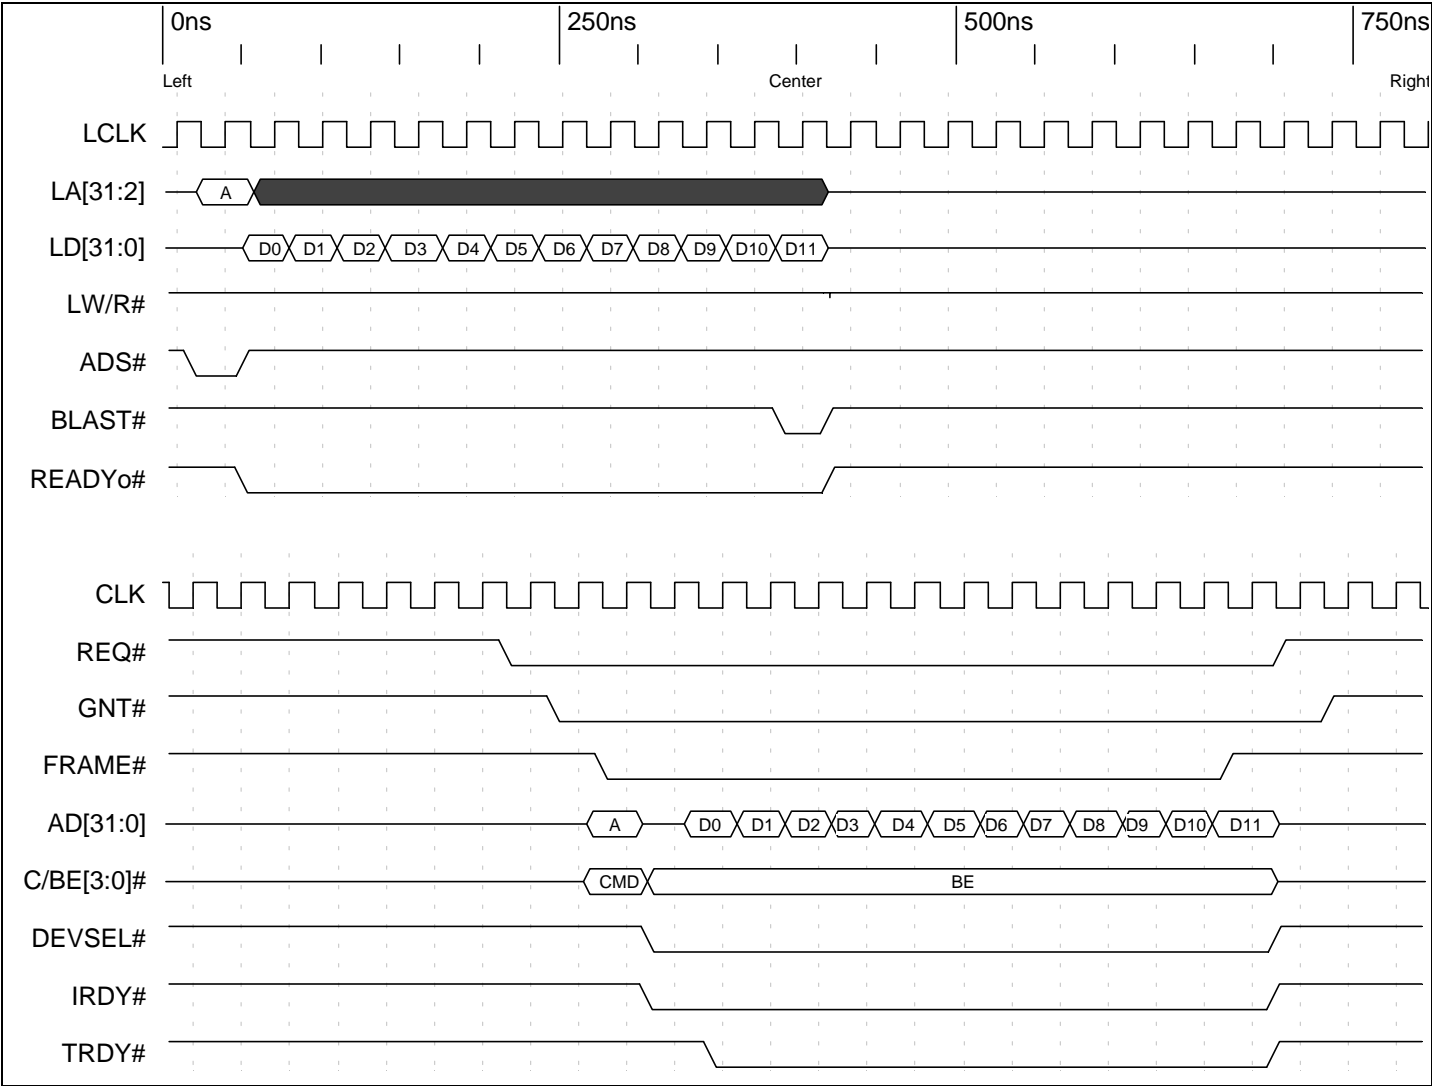 0ns 250ns 500ns 750ns
Left Center Right
LCLK
LA[31:2] A
LD[31:0] D0 D1 D2 D3 D4 D5 D6 D7 D8 D9 D10 D11
LW/R#
ADS#
BLAST#
READYo#
CLK
REQ#
GNT#
FRAME#
AD[31:0] A D0 D1 D2 D3 D4 D5 D6 D7 D8 D9 D10 D11
C/BE[3:0]# CMD BE
DEVSEL#
IRDY#
TRDY#